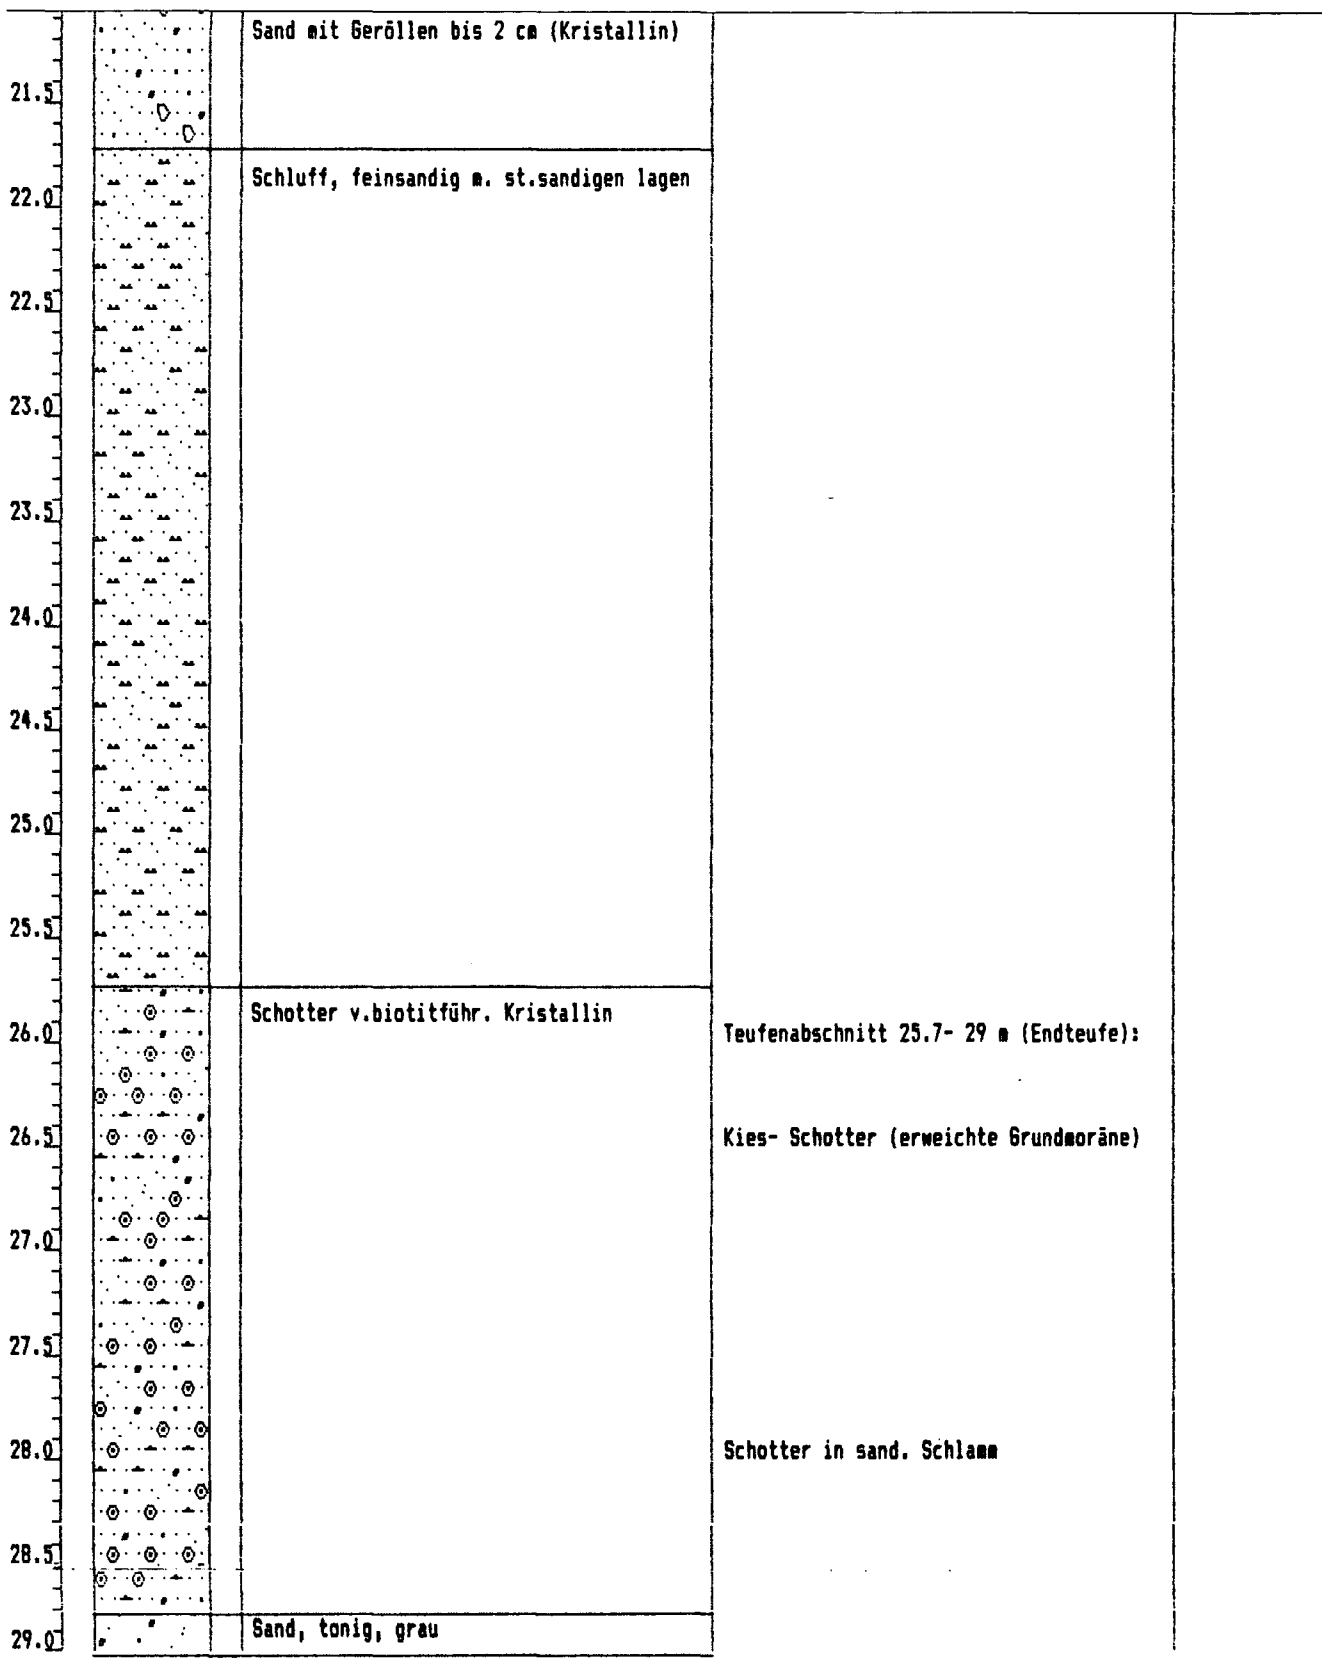 Sand mit Geröllen bis 2 cm (Kristallin)
21.5
Schluff, feinsandig m. st.sandigen lagen
22.0
22.5
23.0
23.5
24.0
24.5
25.0
25.5
Schotter v.biotitführ. Kristallin
26.0
Teufenabschnitt 25.7- 29 m (Endteufe):
26.5
Kies- Schotter (erweichte Grundmoräne)
27.0
27.5
28.0
Schotter in sand. Schlamm
28.5
Sand, tonig, grau
29.0